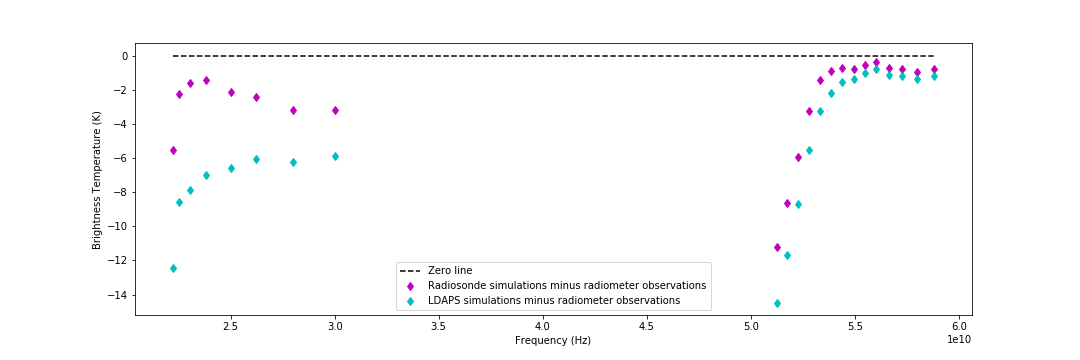 0
−2
−4
−6
−8
−10
−12
−14
Brightness Temperature (K)
Zero line
Radiosonde simulations minus radiometer observations
LDAPS simulations minus radiometer observations
2.5 3.0 3.5 4.0 4.5 5.0 5.5 6.0
1e10
Frequency (Hz)